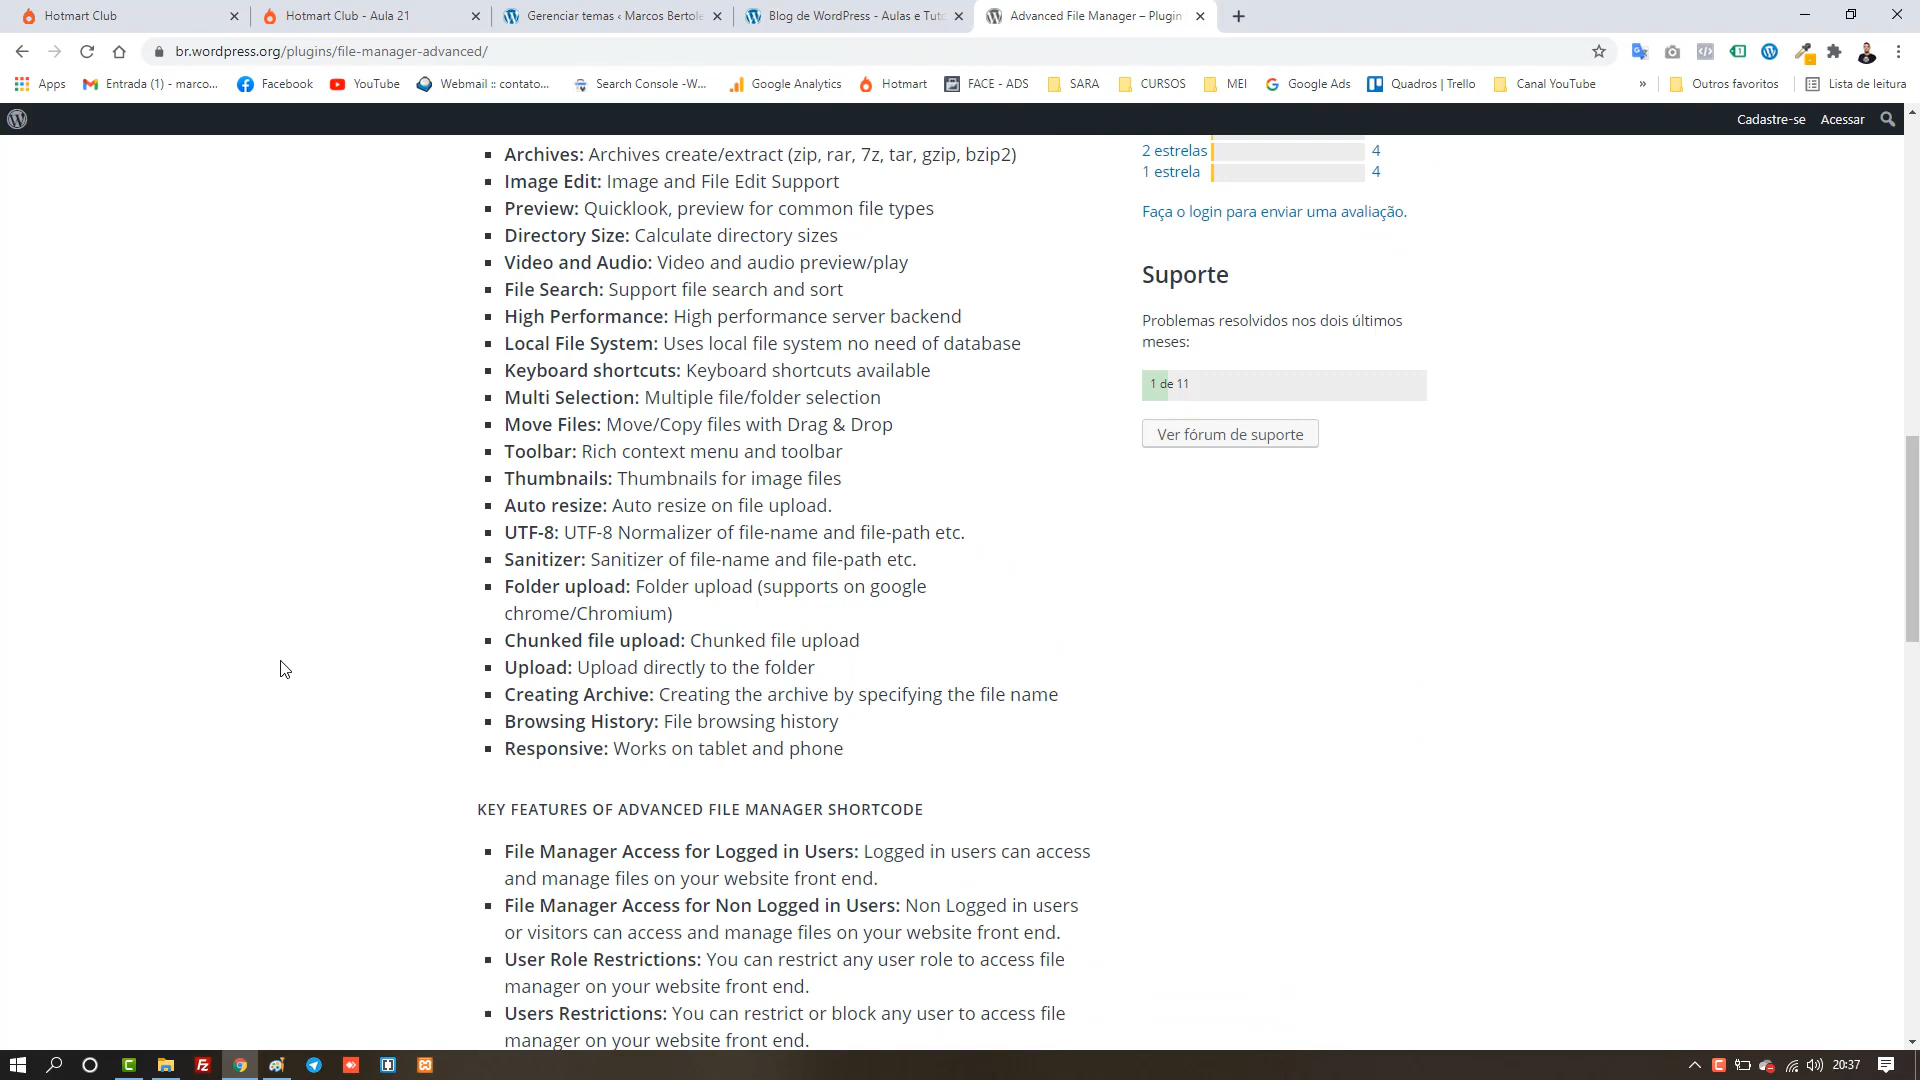 Hotmart Club
Hotmart Club - Aula 21
Gerenciar temas ‹ Marcos Bertole
Blog de WordPress - Aulas e Tuto
Advanced File Manager – Plugin
br.wordpress.org/plugins/file-manager-advanced/
Apps
Entrada (1) - marco...
Facebook
YouTube
Webmail :: contato...
Search Console -W...
Google Analytics
Hotmart
FACE - ADS
SARA
CURSOS
MEI
Google Ads
Quadros | Trello
Canal YouTube
»
Outros favoritos
Lista de leitura
Cadastre-se
Acessar
Archives: Archives create/extract (zip, rar, 7z, tar, gzip, bzip2)
Image Edit: Image and File Edit Support
Preview: Quicklook, preview for common file types
Directory Size: Calculate directory sizes
Video and Audio: Video and audio preview/play
File Search: Support file search and sort
High Performance: High performance server backend
Local File System: Uses local file system no need of database
Keyboard shortcuts: Keyboard shortcuts available
Multi Selection: Multiple file/folder selection
Move Files: Move/Copy files with Drag & Drop
Toolbar: Rich context menu and toolbar
Thumbnails: Thumbnails for image files
Auto resize: Auto resize on file upload.
UTF-8: UTF-8 Normalizer of file-name and file-path etc.
Sanitizer: Sanitizer of file-name and file-path etc.
Folder upload: Folder upload (supports on google
chrome/Chromium)
Chunked file upload: Chunked file upload
Upload: Upload directly to the folder
Creating Archive: Creating the archive by specifying the file name
Browsing History: File browsing history
Responsive: Works on tablet and phone
KEY FEATURES OF ADVANCED FILE MANAGER SHORTCODE
File Manager Access for Logged in Users: Logged in users can access
and manage files on your website front end.
File Manager Access for Non Logged in Users: Non Logged in users
or visitors can access and manage files on your website front end.
User Role Restrictions: You can restrict any user role to access file
manager on your website front end.
Users Restrictions: You can restrict or block any user to access file
manager on your website front end.
2 estrelas 4
1 estrela 4
Faça o login para enviar uma avaliação.
Suporte
Problemas resolvidos nos dois últimos
meses:
1 de 11
Ver fórum de suporte
20:37